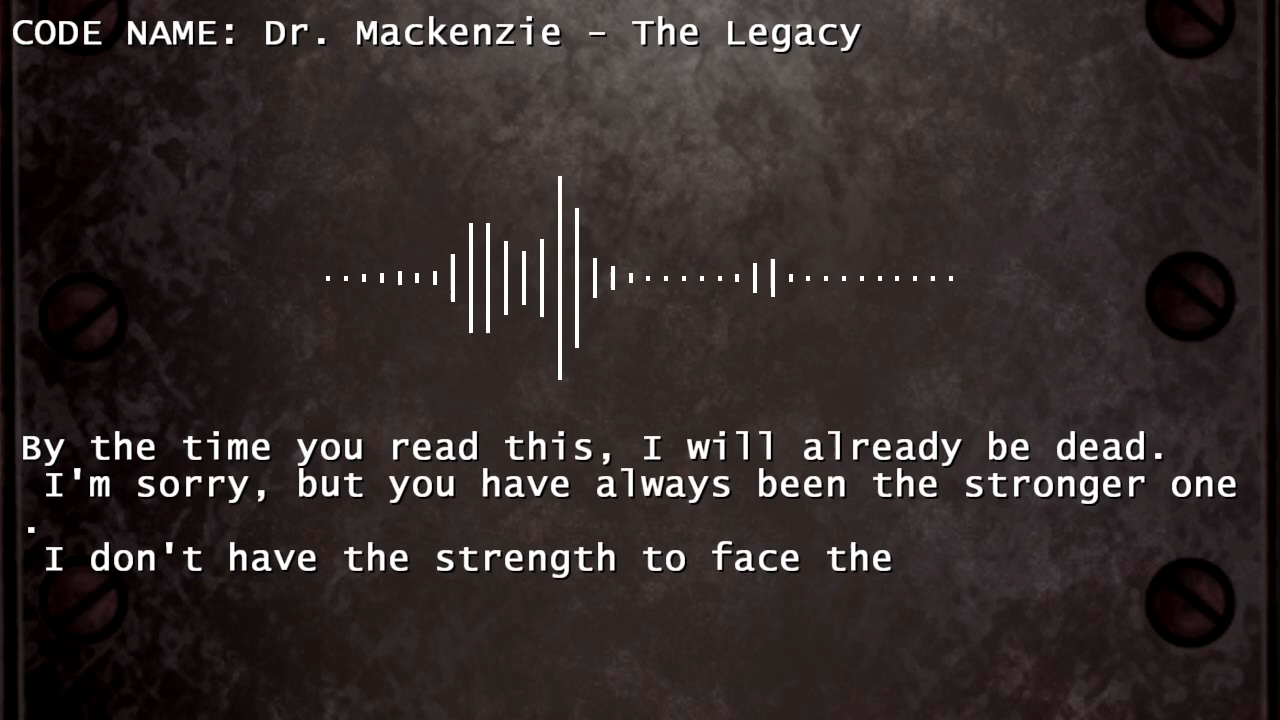 CODE NAME: Dr. Mackenzie - The Legacy
By the time you read this, I will already be dead.
I'm sorry, but you have always been the stronger one
.
I don't have the strength to face the